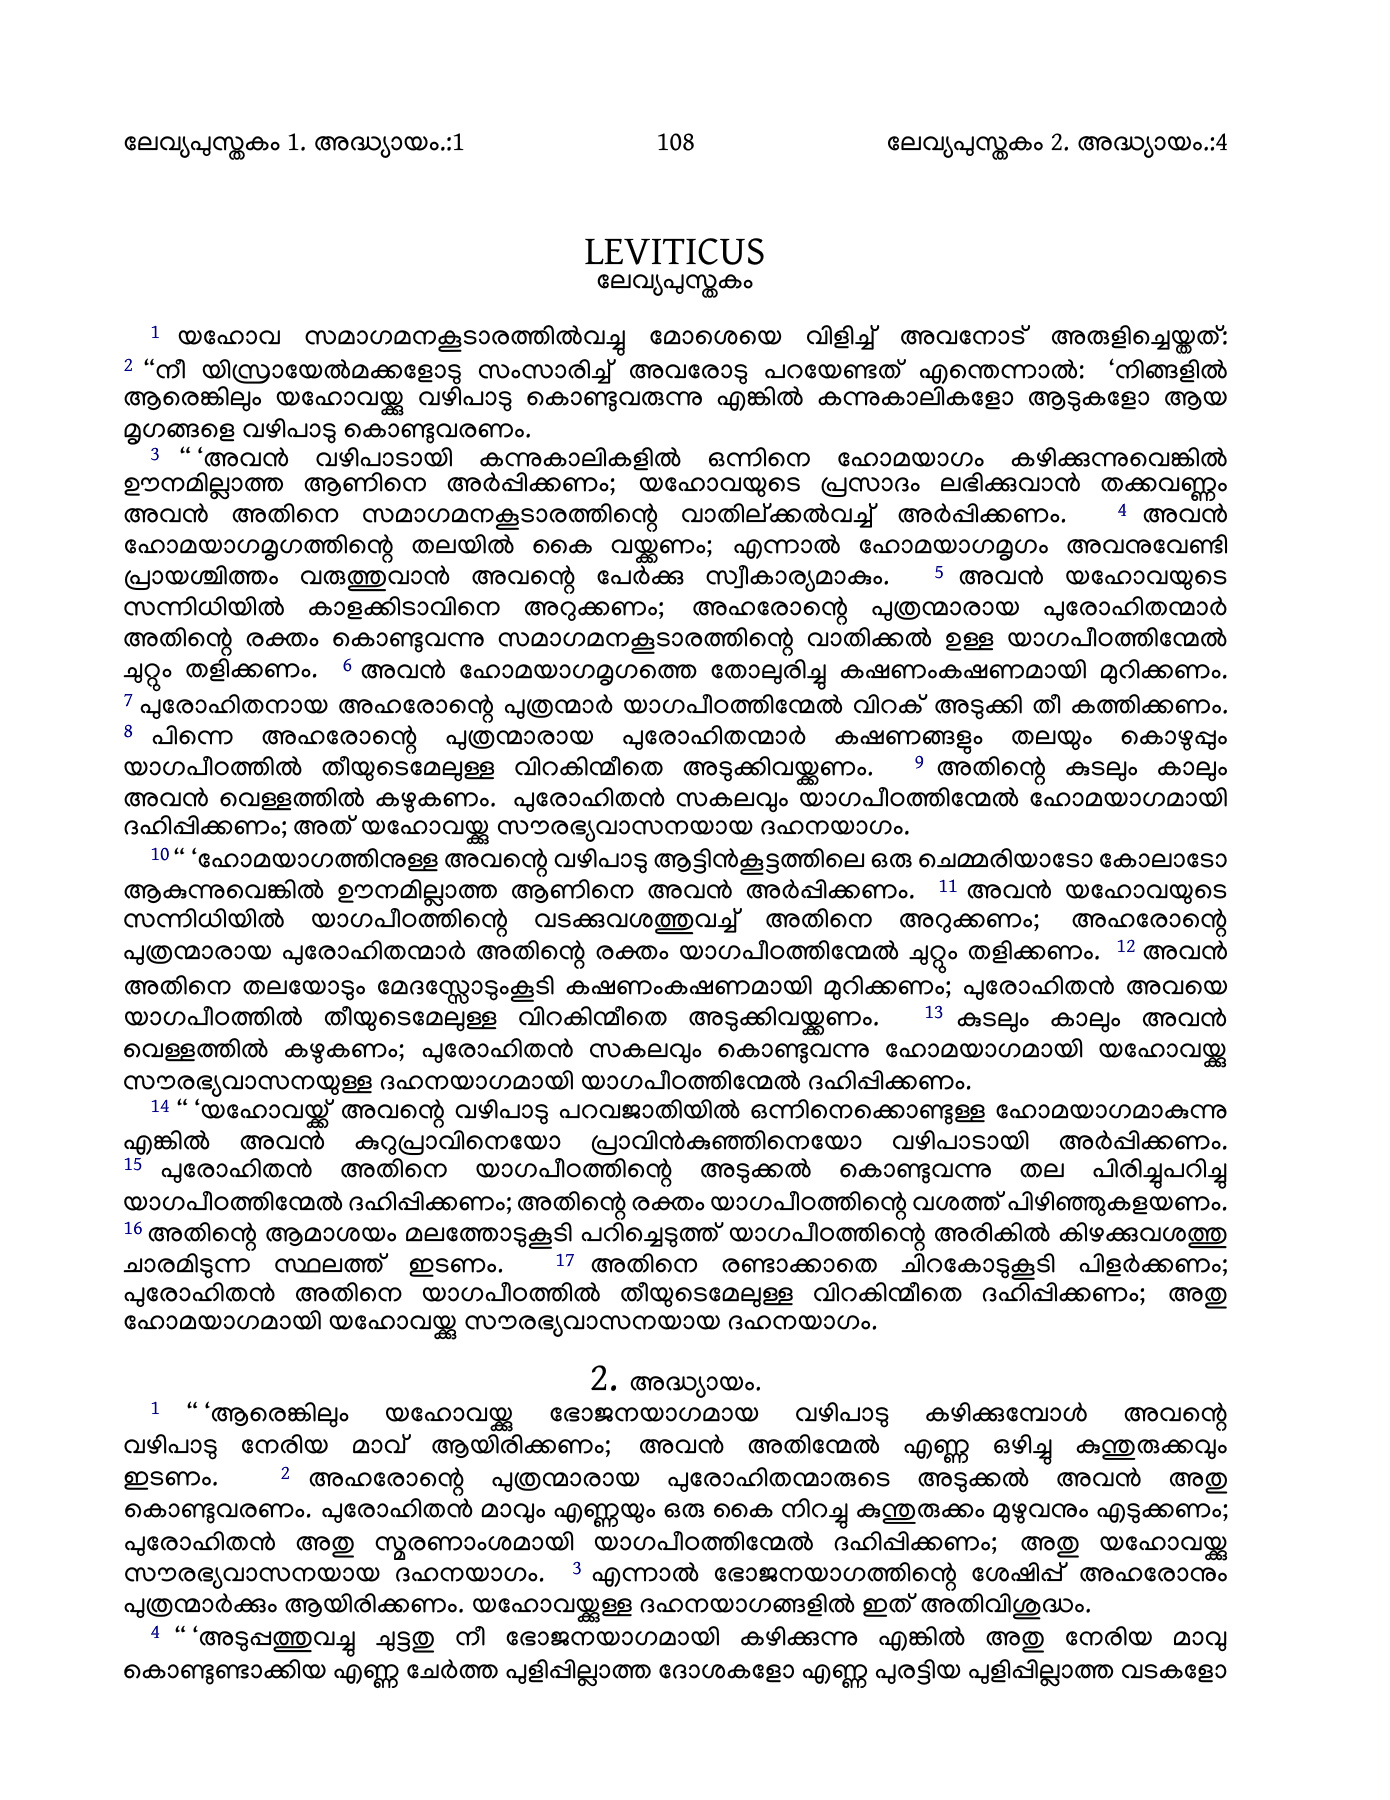 ലേവ്യപുസ്തകം 1. അദ്ധ്യായം.:1 108 ലേവ്യപുസ്തകം 2. അദ്ധ്യായം.:4
LEVITICUS
ലേവ്യപുസ്തകം
1 യഹോവ സമാഗമനകൂടാരത്തിൽവച്ചു മോശെയെ വിളിച്ച് അവനോട് അരുളിച്ചെയ്തത്:
2 “നീ യിസ്രായേൽമക്കളോടു സംസാരിച്ച് അവരോടു പറയേണ്ടത് എന്തെന്നാൽ: ‘നിങ്ങളിൽ
ആരെങ്കിലും യഹോവയ്ക്കു വഴിപാടു കൊണ്ടുവരുന്നു എങ്കിൽ കന്നുകാലികളോ ആടുകളോ ആയ
മൃഗങ്ങളെ വഴിപാടു കൊണ്ടുവരണം.
3 “ ‘അവൻ വഴിപാടായി കന്നുകാലികളിൽ ഒന്നിനെ ഹോമയാഗം കഴിക്കുന്നുവെങ്കിൽ
ഊനമില്ലാത്ത ആണിനെ അർപ്പിക്കണം; യഹോവയുടെ പ്രസാദം ലഭിക്കുവാൻ തക്കവണ്ണം
അവൻ അതിനെ സമാഗമനകൂടാരത്തിന്റെ വാതില്ക്കൽവച്ച് അർപ്പിക്കണം. 4 അവൻ
ഹോമയാഗമൃഗത്തിന്റെ തലയിൽ കൈ വയ്ക്കണം; എന്നാൽ ഹോമയാഗമൃഗം അവനുവേണ്ടി
പ്രായശ്ചിത്തം വരുത്തുവാൻ അവന്റെ പേർക്കു സ്വീകാര്യമാകും. 5 അവൻ യഹോവയുടെ
സന്നിധിയിൽ കാളക്കിടാവിനെ അറുക്കണം; അഹരോന്റെ പുത്രന്മാരായ പുരോഹിതന്മാർ
അതിന്റെ രക്തം കൊണ്ടുവന്നു സമാഗമനകൂടാരത്തിന്റെ വാതിക്കൽ ഉള്ള യാഗപീഠത്തിന്മേൽ
ചുറ്റും തളിക്കണം. 6 അവൻ ഹോമയാഗമൃഗത്തെ തോലുരിച്ചു കഷണംകഷണമായി മുറിക്കണം.
7 പുരോഹിതനായ അഹരോന്റെ പുത്രന്മാർ യാഗപീഠത്തിന്മേൽ വിറക് അടുക്കി തീ കത്തിക്കണം.
8 പിന്നെ അഹരോന്റെ പുത്രന്മാരായ പുരോഹിതന്മാർ കഷണങ്ങളും തലയും കൊഴുപ്പും
യാഗപീഠത്തിൽ തീയുടെമേലുള്ള വിറകിന്മീതെ അടുക്കിവയ്ക്കണം. 9 അതിന്റെ കുടലും കാലും
അവൻ വെള്ളത്തിൽ കഴുകണം. പുരോഹിതൻ സകലവും യാഗപീഠത്തിന്മേൽ ഹോമയാഗമായി
ദഹിപ്പിക്കണം; അത് യഹോവയ്ക്കു സൗരഭ്യവാസനയായ ദഹനയാഗം.
10 “ ‘ഹോമയാഗത്തിനുള്ള അവന്റെ വഴിപാടു ആട്ടിൻകൂട്ടത്തിലെ ഒരു ചെമ്മരിയാടോ കോലാടോ
ആകുന്നുവെങ്കിൽ ഊനമില്ലാത്ത ആണിനെ അവൻ അർപ്പിക്കണം. 11 അവൻ യഹോവയുടെ
സന്നിധിയിൽ യാഗപീഠത്തിന്റെ വടക്കുവശത്തുവച്ച് അതിനെ അറുക്കണം; അഹരോന്റെ
പുത്രന്മാരായ പുരോഹിതന്മാർ അതിന്റെ രക്തം യാഗപീഠത്തിന്മേൽ ചുറ്റും തളിക്കണം. 12 അവൻ
അതിനെ തലയോടും മേദസ്സോടുംകൂടി കഷണംകഷണമായി മുറിക്കണം; പുരോഹിതൻ അവയെ
യാഗപീഠത്തിൽ തീയുടെമേലുള്ള വിറകിന്മീതെ അടുക്കിവയ്ക്കണം. 13 കുടലും കാലും അവൻ
വെള്ളത്തിൽ കഴുകണം; പുരോഹിതൻ സകലവും കൊണ്ടുവന്നു ഹോമയാഗമായി യഹോവയ്ക്കു
സൗരഭ്യവാസനയുള്ള ദഹനയാഗമായി യാഗപീഠത്തിന്മേൽ ദഹിപ്പിക്കണം.
14 “ ‘യഹോവയ്ക്ക് അവന്റെ വഴിപാടു പറവജാതിയിൽ ഒന്നിനെക്കൊണ്ടുള്ള ഹോമയാഗമാകുന്നു
എങ്കിൽ അവൻ കുറുപ്രാവിനെയോ പ്രാവിൻകുഞ്ഞിനെയോ വഴിപാടായി അർപ്പിക്കണം.
15 പുരോഹിതൻ അതിനെ യാഗപീഠത്തിന്റെ അടുക്കൽ കൊണ്ടുവന്നു തല പിരിച്ചുപറിച്ചു
യാഗപീഠത്തിന്മേൽ ദഹിപ്പിക്കണം; അതിന്റെ രക്തം യാഗപീഠത്തിന്റെ വശത്ത് പിഴിഞ്ഞുകളയണം.
16 അതിന്റെ ആമാശയം മലത്തോടുകൂടി പറിച്ചെടുത്ത് യാഗപീഠത്തിന്റെ അരികിൽ കിഴക്കുവശത്തു
ചാരമിടുന്ന സ്ഥലത്ത് ഇടണം. 17 അതിനെ രണ്ടാക്കാതെ ചിറകോടുകൂടി പിളർക്കണം;
പുരോഹിതൻ അതിനെ യാഗപീഠത്തിൽ തീയുടെമേലുള്ള വിറകിന്മീതെ ദഹിപ്പിക്കണം; അതു
ഹോമയാഗമായി യഹോവയ്ക്കു സൗരഭ്യവാസനയായ ദഹനയാഗം.
2. അദ്ധ്യായം.
1 “ ‘ആരെങ്കിലും യഹോവയ്ക്കു ഭോജനയാഗമായ വഴിപാടു കഴിക്കുമ്പോൾ അവന്റെ
വഴിപാടു നേരിയ മാവ് ആയിരിക്കണം; അവൻ അതിന്മേൽ എണ്ണ ഒഴിച്ചു കുന്തുരുക്കവും
ഇടണം. 2 അഹരോന്റെ പുത്രന്മാരായ പുരോഹിതന്മാരുടെ അടുക്കൽ അവൻ അതു
കൊണ്ടുവരണം. പുരോഹിതൻ മാവും എണ്ണയും ഒരു കൈ നിറച്ചു കുന്തുരുക്കം മുഴുവനും എടുക്കണം;
പുരോഹിതൻ അതു സ്മരണാംശമായി യാഗപീഠത്തിന്മേൽ ദഹിപ്പിക്കണം; അതു യഹോവയ്ക്കു
സൗരഭ്യവാസനയായ ദഹനയാഗം. 3 എന്നാൽ ഭോജനയാഗത്തിന്റെ ശേഷിപ്പ് അഹരോനും
പുത്രന്മാർക്കും ആയിരിക്കണം. യഹോവയ്ക്കുള്ള ദഹനയാഗങ്ങളിൽ ഇത് അതിവിശുദ്ധം.
4 “ ‘അടുപ്പത്തുവച്ചു ചുട്ടതു നീ ഭോജനയാഗമായി കഴിക്കുന്നു എങ്കിൽ അതു നേരിയ മാവു
കൊണ്ടുണ്ടാക്കിയ എണ്ണ ചേർത്ത പുളിപ്പില്ലാത്ത ദോശകളോ എണ്ണ പുരട്ടിയ പുളിപ്പില്ലാത്ത വടകളോ